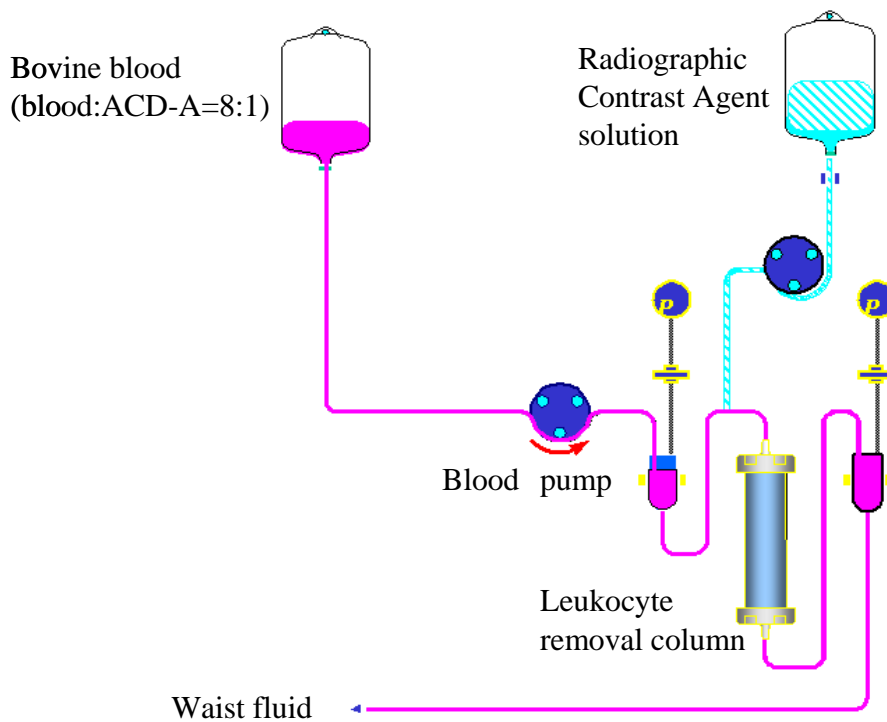 Bovine blood
(blood:ACD-A=8:1)
Radiographic
Contrast Agent
solution
p
p
Blood pump
Leukocyte
removal column
Waist fluid